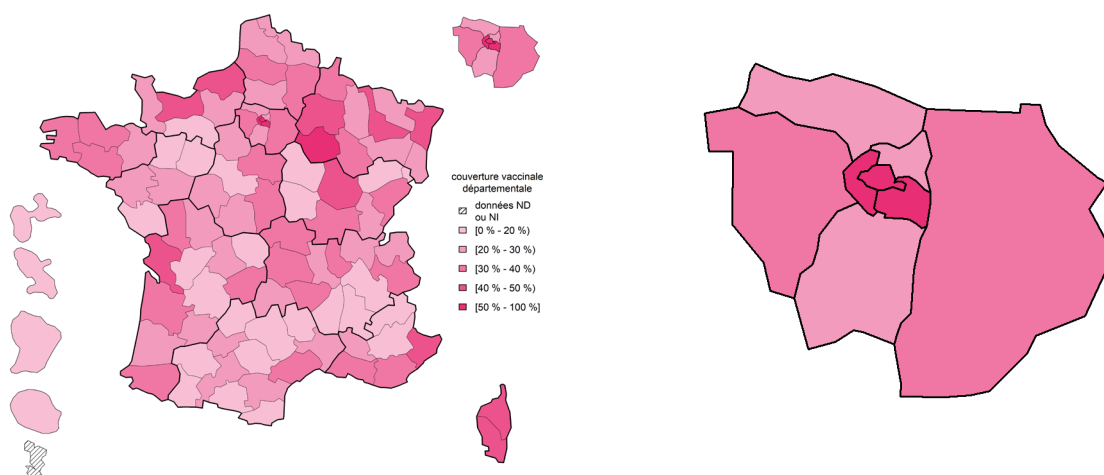 couverture vaccinale
départementale
données ND
ou NI
[0 % - 20 %)
[20 % - 30 %)
[30 % - 40 %)
[40 % - 50 %)
[50 % - 100 %]